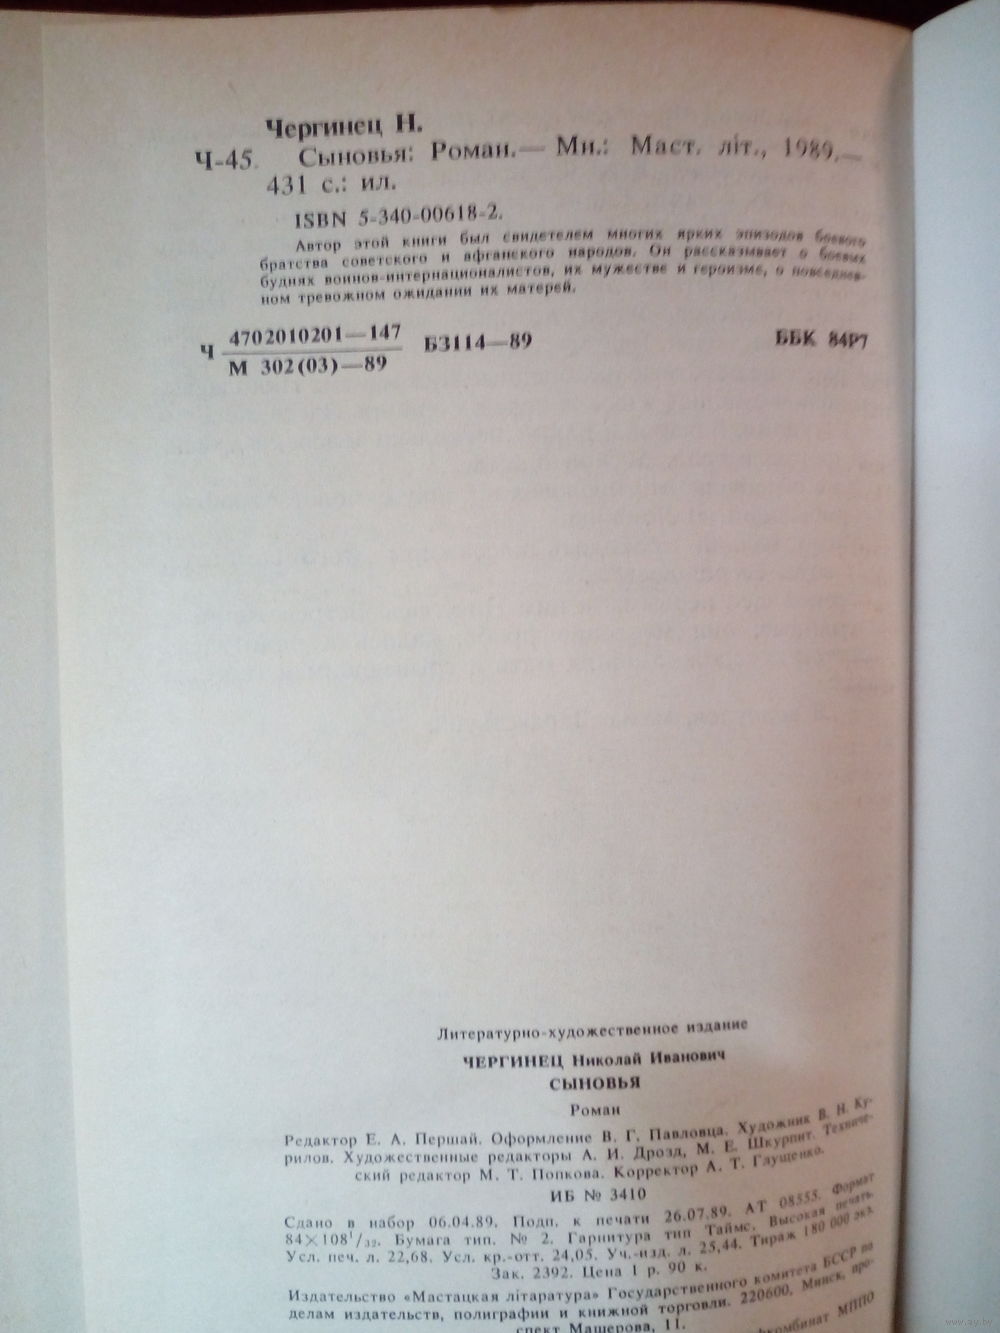 Чергинец Н.
Ч-45. Сыновья: Роман.— Мн.: Маст. літ., 1989.—
431 с.: ил.
ISBN 5-340-00618-2.
Автор этой книги был свидетелем многих ярких эпизодов боевого
братства советского и афганского народов. Он рассказывает о боевых
буднях воинов-интернационалистов, их мужестве и героизме, о повседнев-
ном тревожном ожидании их матерей.
Ч 4702010201—147 Б3114—89 ББК 84Р7
М 302(03)—89
Литературно-художественное издание
ЧЕРГИНЕЦ Николай Иванович
СЫНОВЬЯ
Роман
Редактор Е. А. Першай. Оформление В. Г. Павловца. Художник В. Н. Ку-
рилов. Художественные редакторы А. И. Дрозд, М. Е. Шкурпит. Техниче-
ский редактор М. Т. Попкова. Корректор А. Т. Глущенко.
ИБ № 3410
Сдано в набор 06.04.89. Подп. к печати 26.07.89. АТ 08555. Формат
84×108¹/₃₂. Бумага тип. № 2. Гарнитура тип Таймс. Высокая печать
Усл. печ. л. 22,68. Усл. кр.-отт. 24,05. Уч.-изд. л. 25,44. Тираж 180 000 экз.
Зак. 2392. Цена 1 р. 90 к.
Издательство «Мастацкая літаратура» Государственного комитета БССР по
делам издательств, полиграфии и книжной торговли. 220600, Минск, про-
спект Машерова, 11.
МППО
www.ay.by